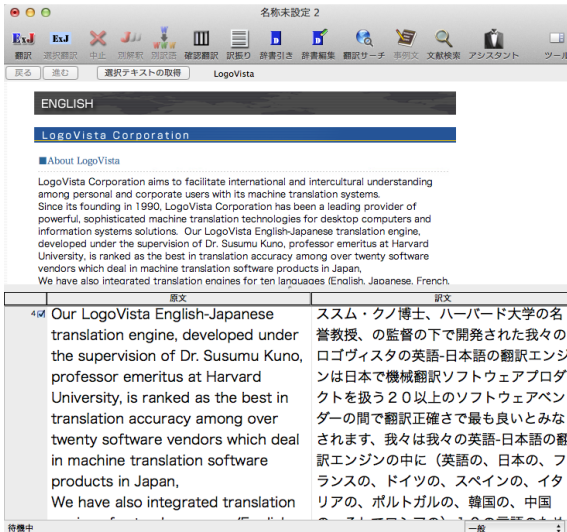 名称未設定 2
翻訳 選択翻訳 中止 別解釈 別訳語 確認翻訳 訳振り 辞書引き 辞書編集 翻訳サーチ 事例文 文献検索 アシスタント ツール
戻る 進む 選択テキストの取得 LogoVista
ENGLISH
LogoVista Corporation
■About LogoVista
LogoVista Corporation aims to facilitate international and intercultural understanding
among personal and corporate users with its machine translation systems.
Since its founding in 1990, LogoVista Corporation has been a leading provider of
powerful, sophisticated machine translation technologies for desktop computers and
information systems solutions. Our LogoVista English-Japanese translation engine,
developed under the supervision of Dr. Susumu Kuno, professor emeritus at Harvard
University, is ranked as the best in translation accuracy among over twenty software
vendors which deal in machine translation software products in Japan,
We have also integrated translation engines for ten languages (English, Japanese, French,
原文 訳文
4
Our LogoVista English-Japanese
translation engine, developed under
the supervision of Dr. Susumu Kuno,
professor emeritus at Harvard
University, is ranked as the best in
translation accuracy among over
twenty software vendors which deal
in machine translation software
products in Japan,
We have also integrated translation
ススム・クノ博士、ハーバード大学の名
誉教授、の監督の下で開発された我々の
ロゴヴィスタの英語-日本語の翻訳エンジ
ンは日本で機械翻訳ソフトウェアプロダ
クトを扱う２０以上のソフトウェアベン
ダーの間で翻訳正確さで最も良いとみな
されます、我々は我々の英語-日本語の翻
訳エンジンの中に（英語の、日本の、フ
ランスの、ドイツの、スペインの、イタ
リアの、ポルトガルの、韓国の、中国
待機中 一般